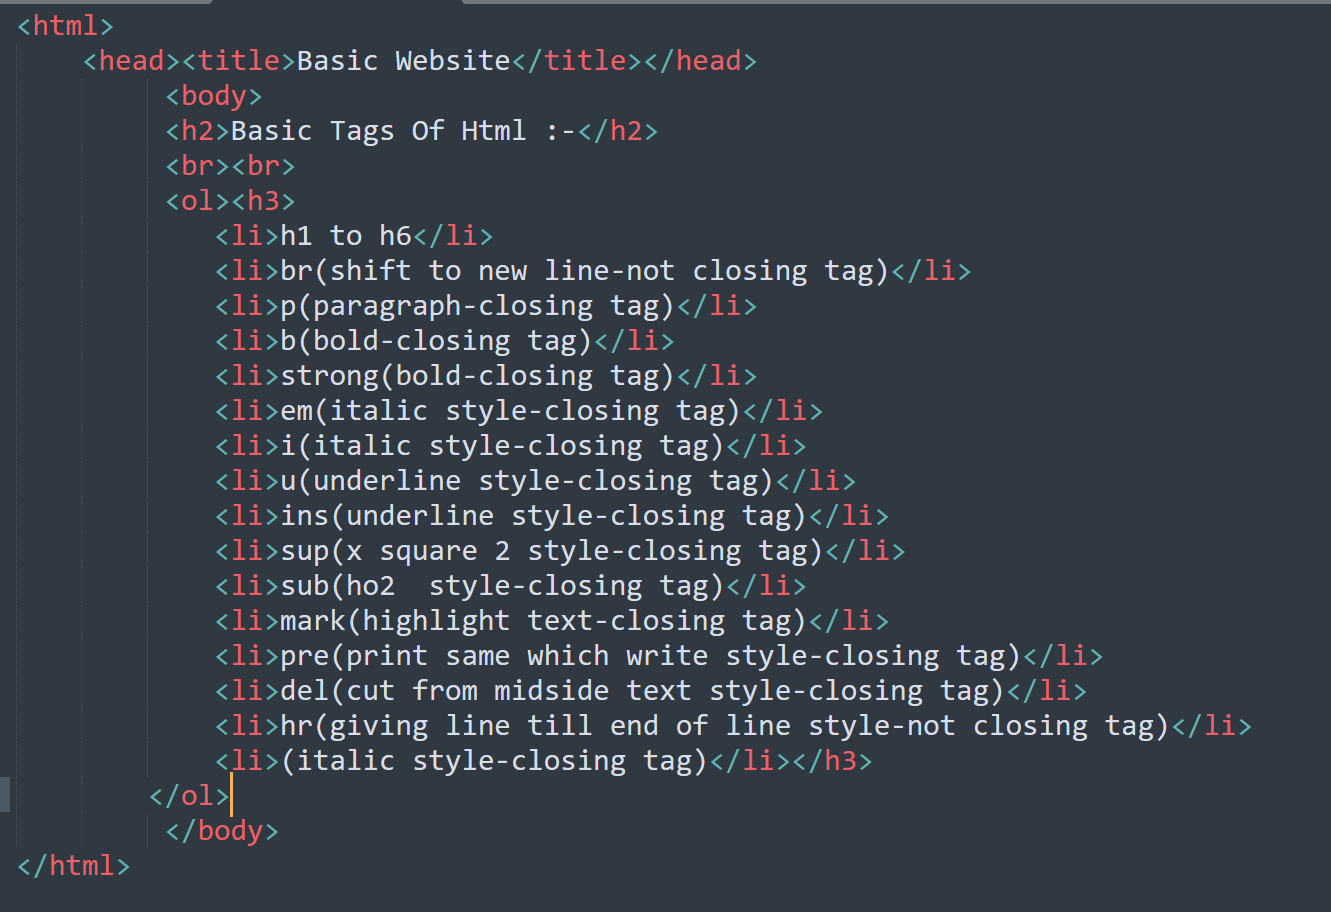 <html>
<head><title>Basic Website</title></head>
<body>
<h2>Basic Tags Of Html :-</h2>
<br><br>
<ol><h3>
<li>h1 to h6</li>
<li>br(shift to new line-not closing tag)</li>
<li>p(paragraph-closing tag)</li>
<li>b(bold-closing tag)</li>
<li>strong(bold-closing tag)</li>
<li>em(italic style-closing tag)</li>
<li>i(italic style-closing tag)</li>
<li>u(underline style-closing tag)</li>
<li>ins(underline style-closing tag)</li>
<li>sup(x square 2 style-closing tag)</li>
<li>sub(ho2  style-closing tag)</li>
<li>mark(highlight text-closing tag)</li>
<li>pre(print same which write style-closing tag)</li>
<li>del(cut from midside text style-closing tag)</li>
<li>hr(giving line till end of line style-not closing tag)</li>
<li>(italic style-closing tag)</li></h3>
</ol>
</body>
</html>